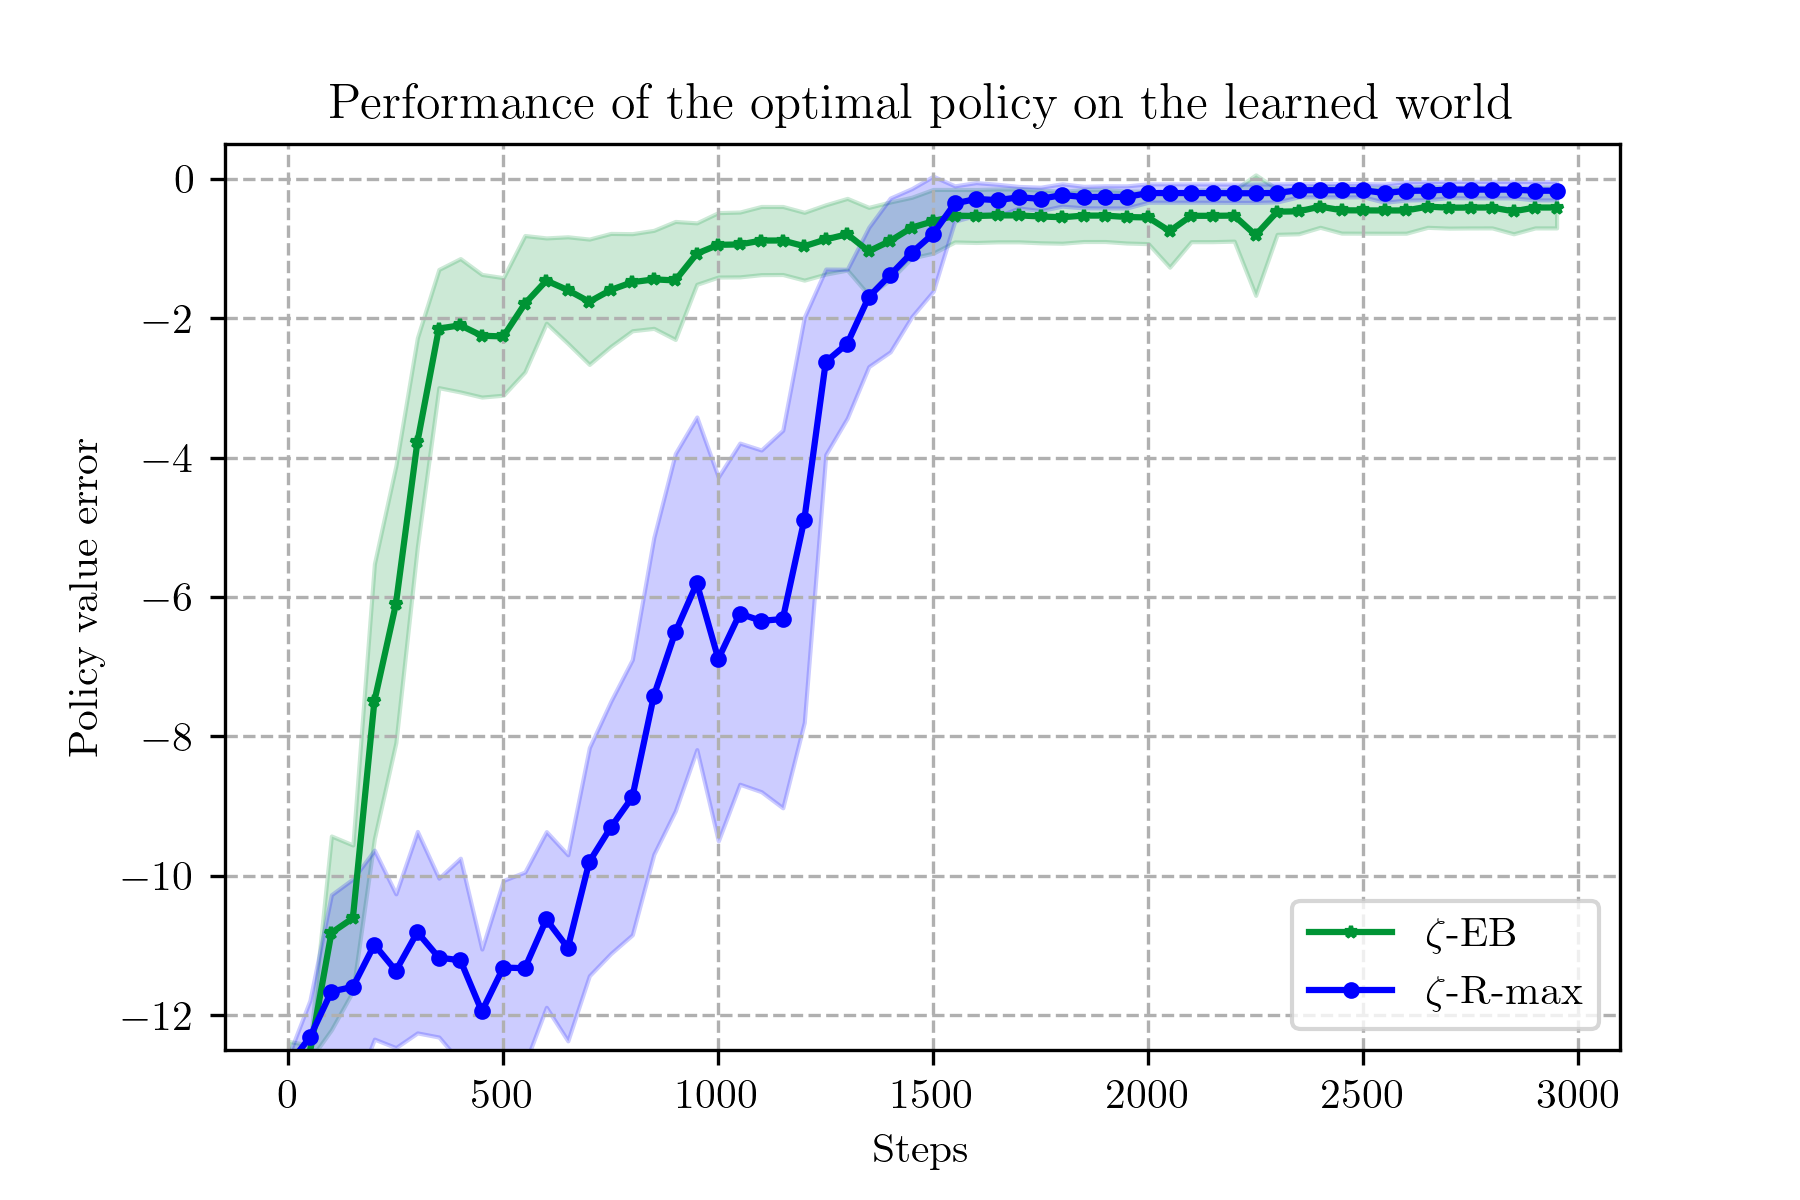 Performance of the optimal policy on the learned world
Policy value error
0
−2
−4
−6
−8
−10
−12
ζ-EB
ζ-R-max
0 500 1000 1500 2000 2500 3000
Steps